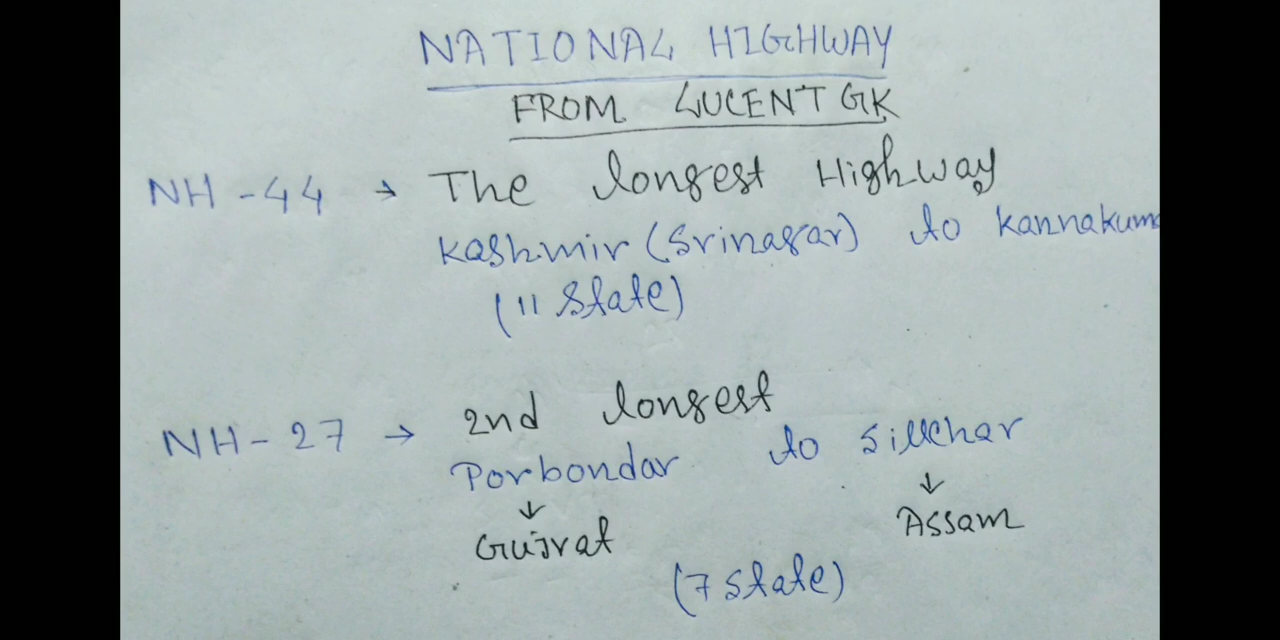 NATIONAL HIGHWAY
FROM LUCENT GK
NH-44 → The longest Highway
Kashmir (Srinagar) to Kannakuma
(11 State)
NH-27 → 2nd longest
Porbondar to Sillchar
↓ ↓
Gujrat Assam
(7 State)